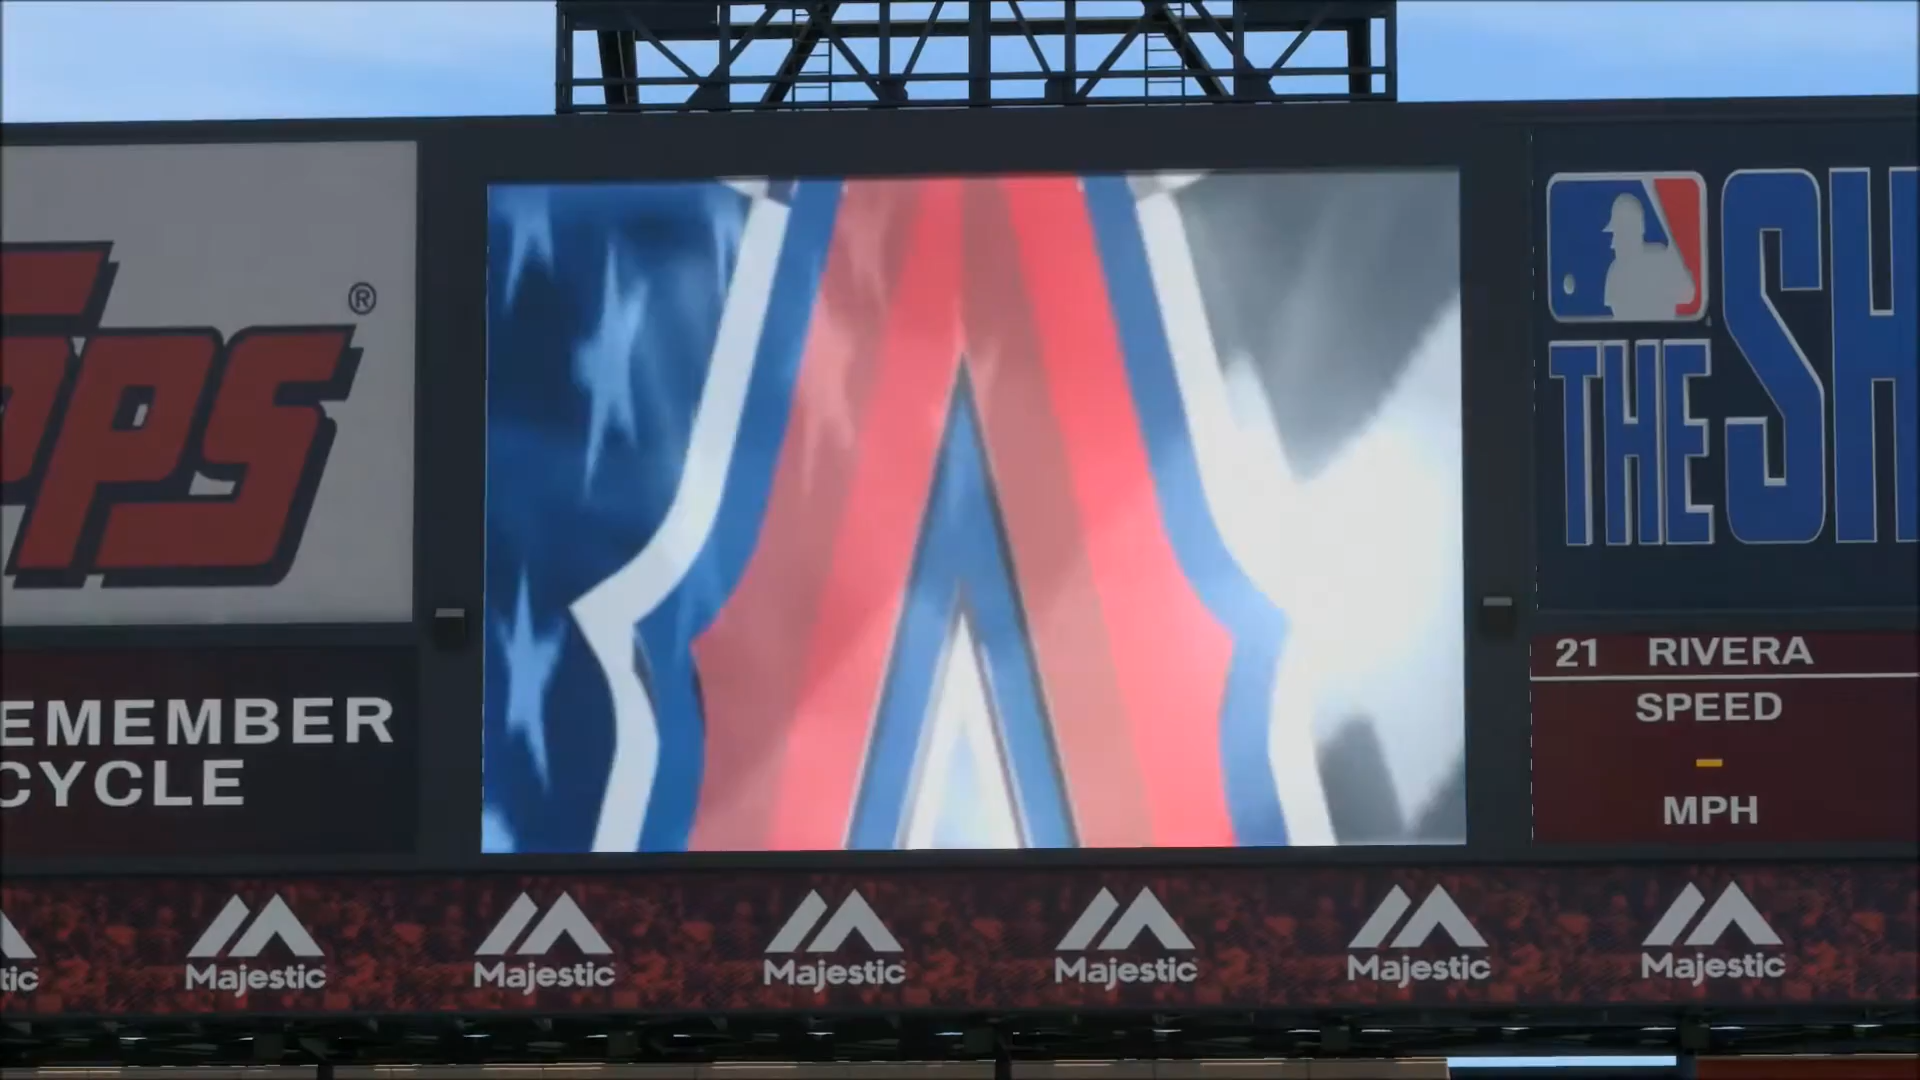 pps®
EMEMBER
CYCLE
THE SH
21 RIVERA
SPEED
-
MPH
tic Majestic Majestic Majestic Majestic Majestic Majestic